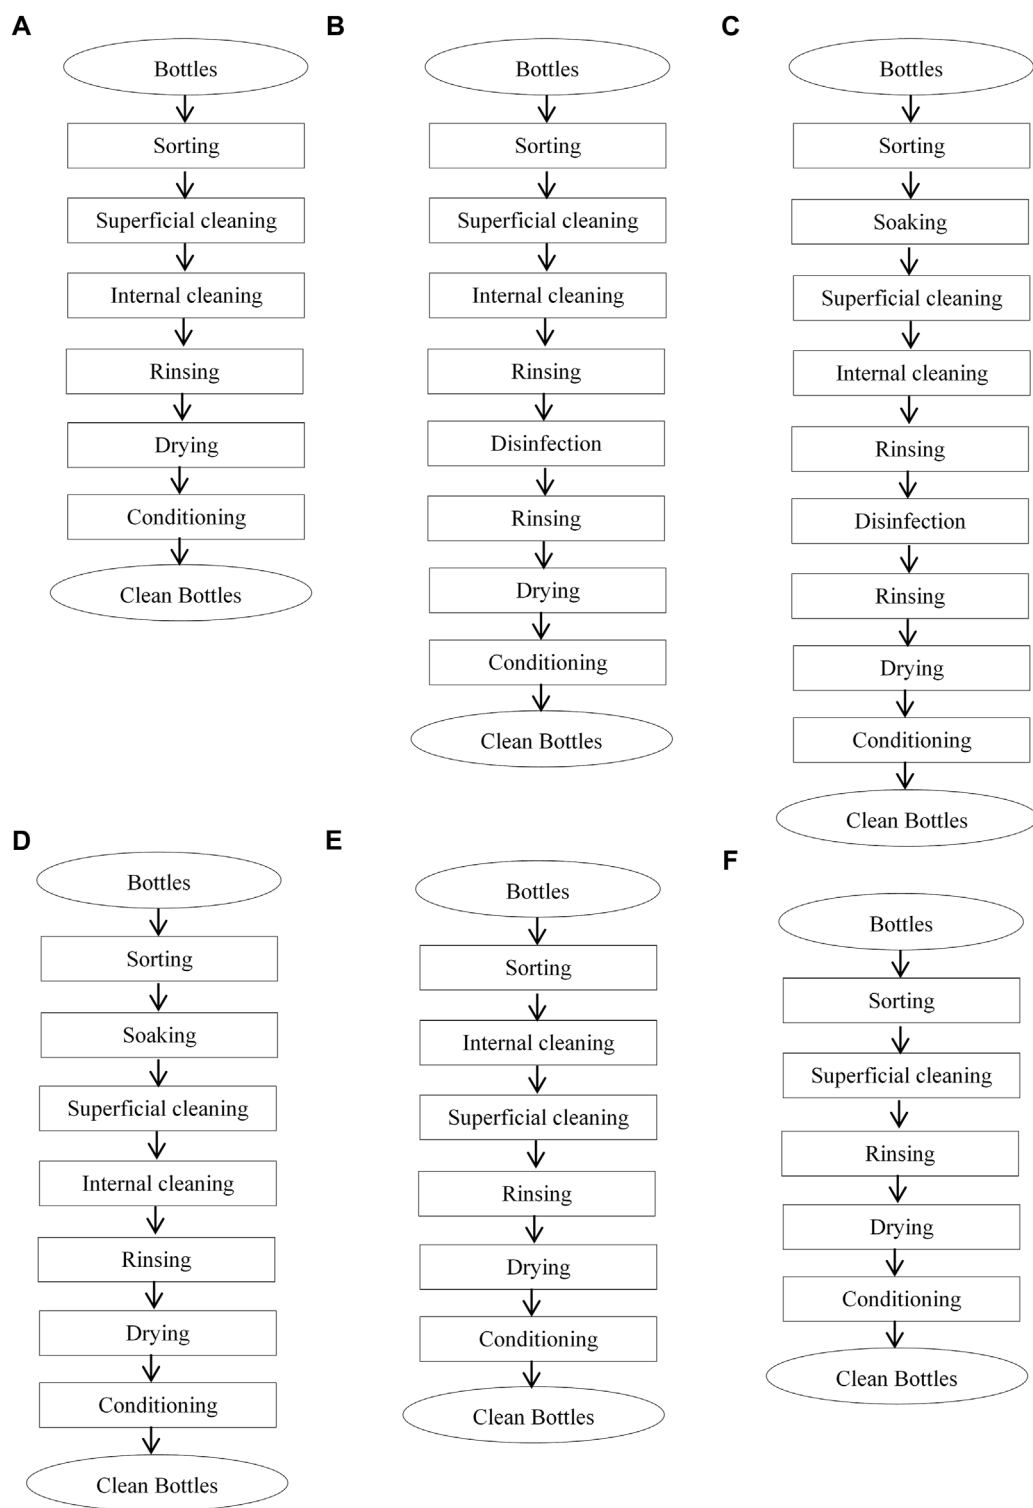 A
Bottles
Sorting
Superficial cleaning
Internal cleaning
Rinsing
Drying
Conditioning
Clean Bottles
B
Bottles
Sorting
Superficial cleaning
Internal cleaning
Rinsing
Disinfection
Rinsing
Drying
Conditioning
Clean Bottles
C
Bottles
Sorting
Soaking
Superficial cleaning
Internal cleaning
Rinsing
Disinfection
Rinsing
Drying
Conditioning
Clean Bottles
D
Bottles
Sorting
Soaking
Superficial cleaning
Internal cleaning
Rinsing
Drying
Conditioning
Clean Bottles
E
Bottles
Sorting
Internal cleaning
Superficial cleaning
Rinsing
Drying
Conditioning
Clean Bottles
F
Bottles
Sorting
Superficial cleaning
Rinsing
Drying
Conditioning
Clean Bottles